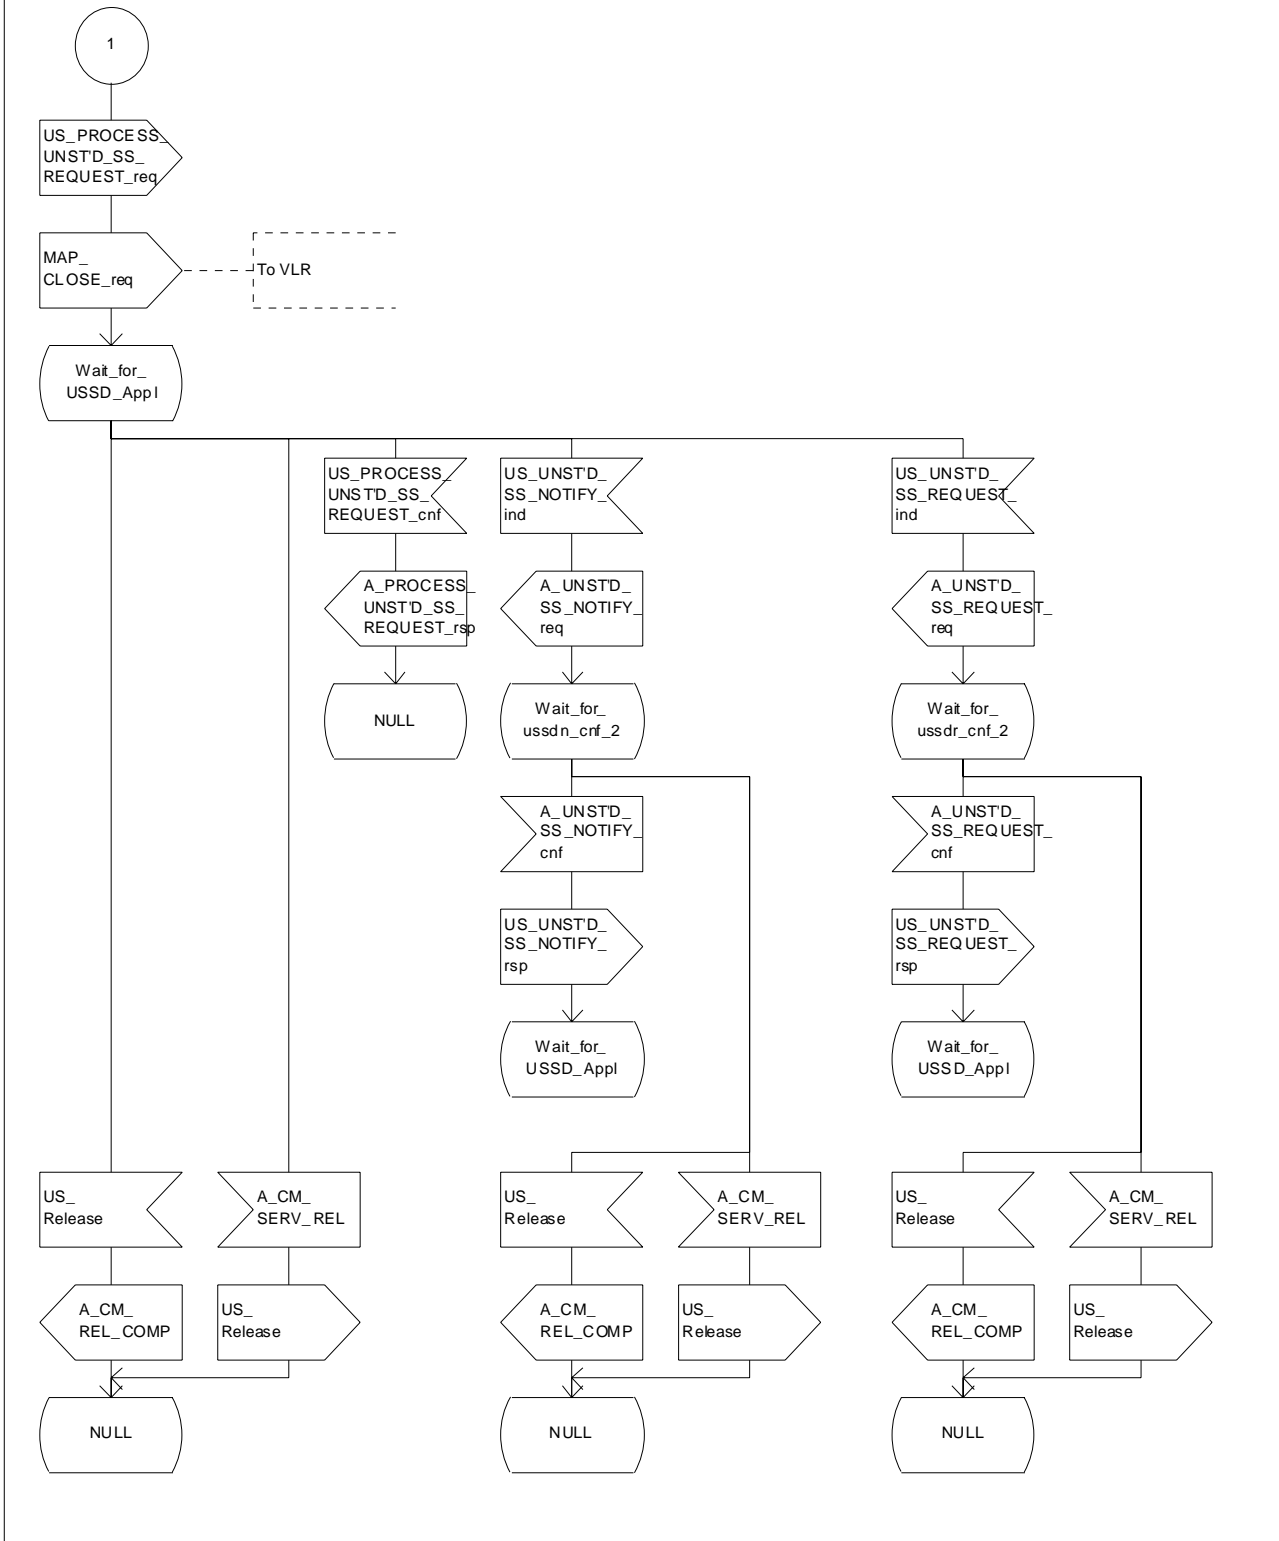 1
US_PROCESS_
UNST'D_SS_
REQUEST_req
MAP_
CLOSE_req
To VLR
Wait_for_
USSD_Appl
US_PROCESS_
UNST'D_SS_
REQUEST_cnf
US_UNST'D_
SS_NOTIFY_
ind
US_UNST'D_
SS_REQUEST_
ind
A_PROCESS_
UNST'D_SS_
REQUEST_rsp
A_UNST'D_
SS_NOTIFY_
req
A_UNST'D_
SS_REQUEST_
req
NULL
Wait_for_
ussdn_cnf_2
Wait_for_
ussdr_cnf_2
A_UNST'D_
SS_NOTIFY_
cnf
A_UNST'D_
SS_REQUEST_
cnf
US_UNST'D_
SS_NOTIFY_
rsp
US_UNST'D_
SS_REQUEST_
rsp
Wait_for_
USSD_Appl
Wait_for_
USSD_Appl
US_
Release
A_CM_
SERV_REL
US_
Release
A_CM_
SERV_REL
US_
Release
A_CM_
SERV_REL
A_CM_
REL_COMP
US_
Release
A_CM_
REL_COMP
US_
Release
A_CM_
REL_COMP
US_
Release
NULL
NULL
NULL